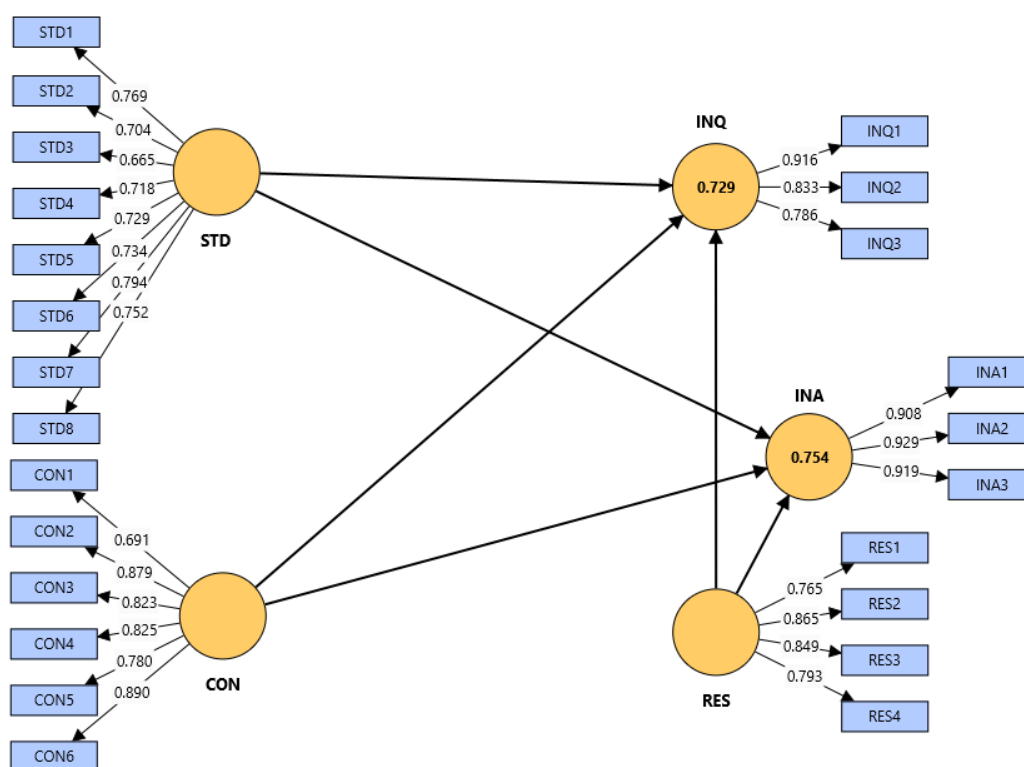 STD1
STD2
STD3
STD4
STD5
STD6
STD7
STD8
0.769
0.704
0.665
0.718
0.729
0.734
0.794
0.752
STD
CON1
CON2
CON3
CON4
CON5
CON6
0.691
0.879
0.823
0.825
0.780
0.890
CON
INQ
0.729
0.916
0.833
0.786
INQ1
INQ2
INQ3
INA
0.754
0.908
0.929
0.919
INA1
INA2
INA3
RES
0.765
0.865
0.849
0.793
RES1
RES2
RES3
RES4